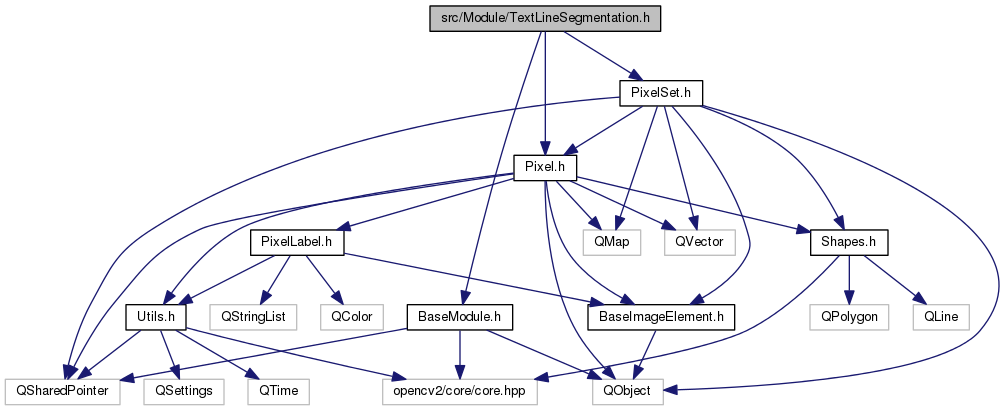 src/Module/TextLineSegmentation.h
PixelSet.h
Pixel.h
PixelLabel.h
QMap
QVector
Shapes.h
Utils.h
QStringList
QColor
BaseModule.h
BaseImageElement.h
QPolygon
QLine
QSharedPointer
QSettings
QTime
opencv2/core/core.hpp
QObject